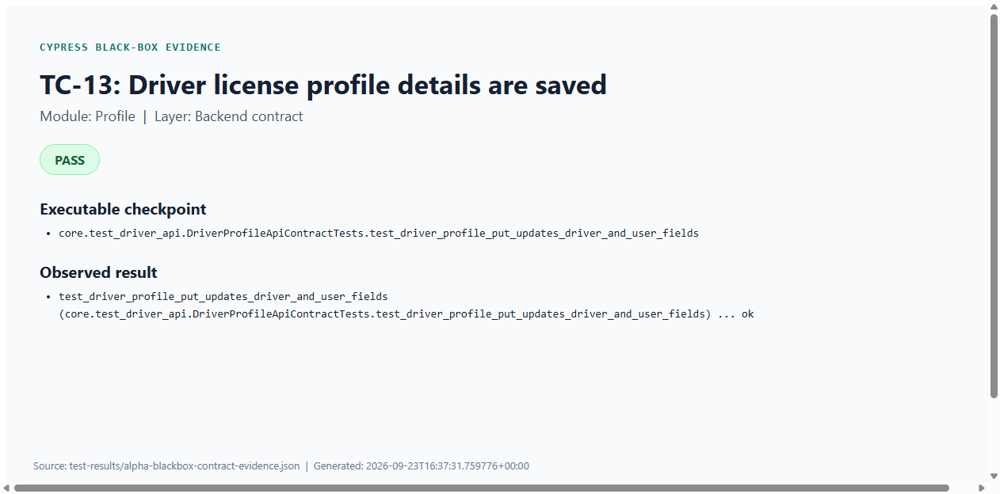 CYPRESS BLACK-BOX EVIDENCE
TC-13: Driver license profile details are saved
Module: Profile | Layer: Backend contract
PASS
Executable checkpoint
• core.test_driver_api.DriverProfileApiContractTests.test_driver_profile_put_updates_driver_and_user_fields
Observed result
• test_driver_profile_put_updates_driver_and_user_fields
(core.test_driver_api.DriverProfileApiContractTests.test_driver_profile_put_updates_driver_and_user_fields) ... ok
Source: test-results/alpha-blackbox-contract-evidence.json | Generated: 2026-09-23T16:37:31.759776+00:00